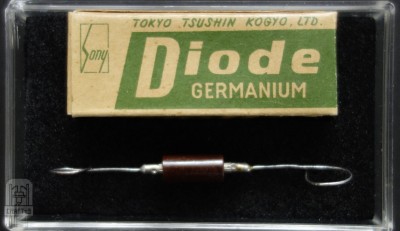 TOKYO TSUSHIN KOGYO, LTD.
Sony
Diode
GERMANIUM